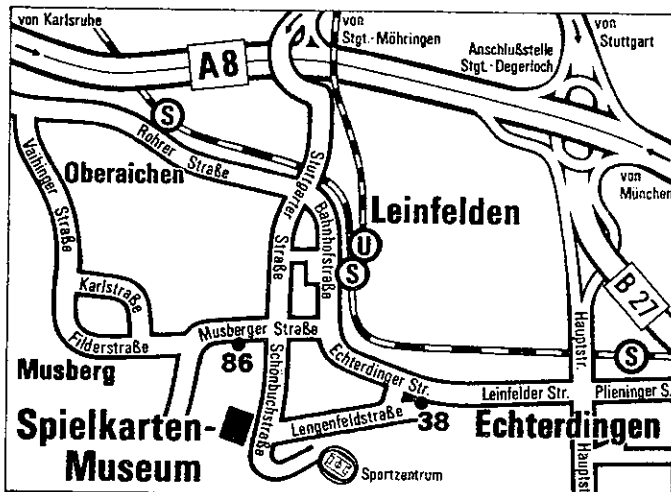 von Karlsruhe
A8
von
Stgt.-Möhringen
Anschlußstelle
Stgt.-Degerloch
von
Stuttgart
S
Rohrer Straße
Vaihinger Straße
Oberaichen
Stuttgarter Straße
Bahnhofstraße
Leinfelden
U
S
von
München
B 27
Karlstraße
Filderstraße
Musberger Straße
86
Musberg
Schönbuchstraße
Echterdinger Str.
Hauptstr.
S
Leinfelder Str.
Plieninger S.
38
Lengenfeldstraße
Spielkarten-
Museum
Echterdingen
Hauptst
Sportzentrum